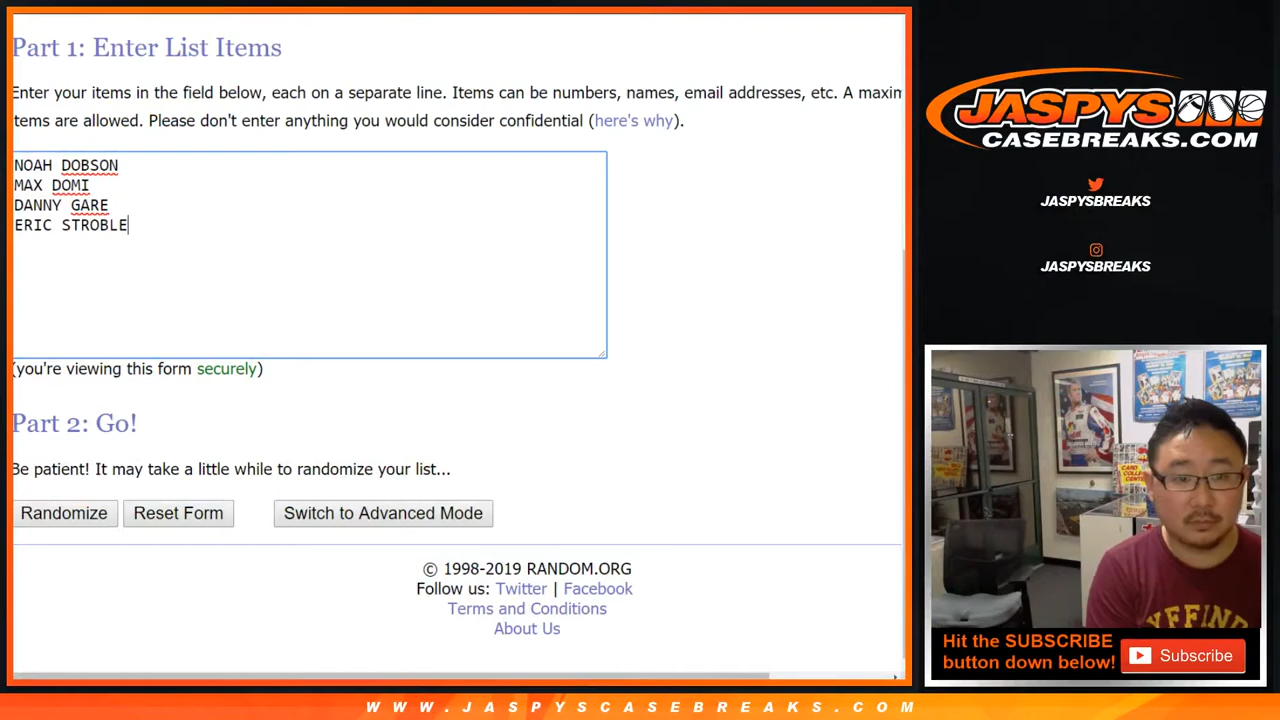 Part 1: Enter List Items
Enter your items in the field below, each on a separate line. Items can be numbers, names, email addresses, etc. A maxim
items are allowed. Please don't enter anything you would consider confidential (here's why).
NOAH DOBSON
MAX DOMI
DANNY GARE
ERIC STROBLE
(you're viewing this form securely)
Part 2: Go!
Be patient! It may take a little while to randomize your list...
Randomize Reset Form Switch to Advanced Mode
© 1998-2019 RANDOM.ORG
Follow us: Twitter | Facebook
Terms and Conditions
About Us
JASPYS
CASEBREAKS.COM
JASPYSBREAKS
JASPYSBREAKS
CARD
Hit the SUBSCRIBE
button down below!
Subscribe
WWW.JASPYSCASEBREAKS.COM